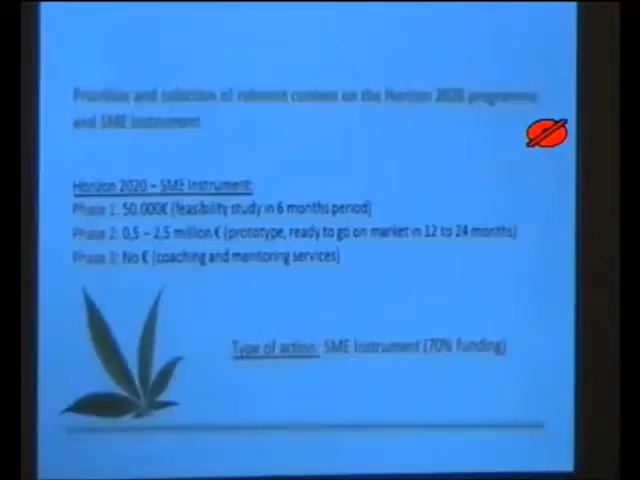 Priorities and selection of relevant content on the Horizon 2020 programme
and SME Instrument
Horizon 2020 – SME Instrument:
Phase 1: 50.000€ (feasibility study in 6 months period)
Phase 2: 0,5 – 2,5 million € (prototype, ready to go on market in 12 to 24 months)
Phase 3: No € (coaching and mentoring services)
Type of action: SME Instrument (70% funding)